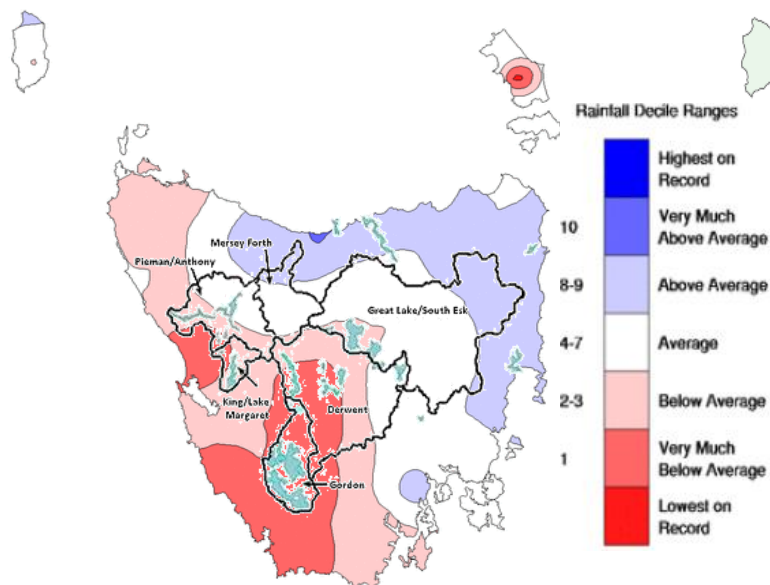 Rainfall Decile Ranges
Highest on
Record
10
Very Much
Above Average
8-9
Above Average
4-7
Average
2-3
Below Average
1
Very Much
Below Average
Lowest on
Record
Mersey Forth
Pieman/Anthony
Great Lake/South Esk
King/Lake
Margaret
Derwent
Gordon